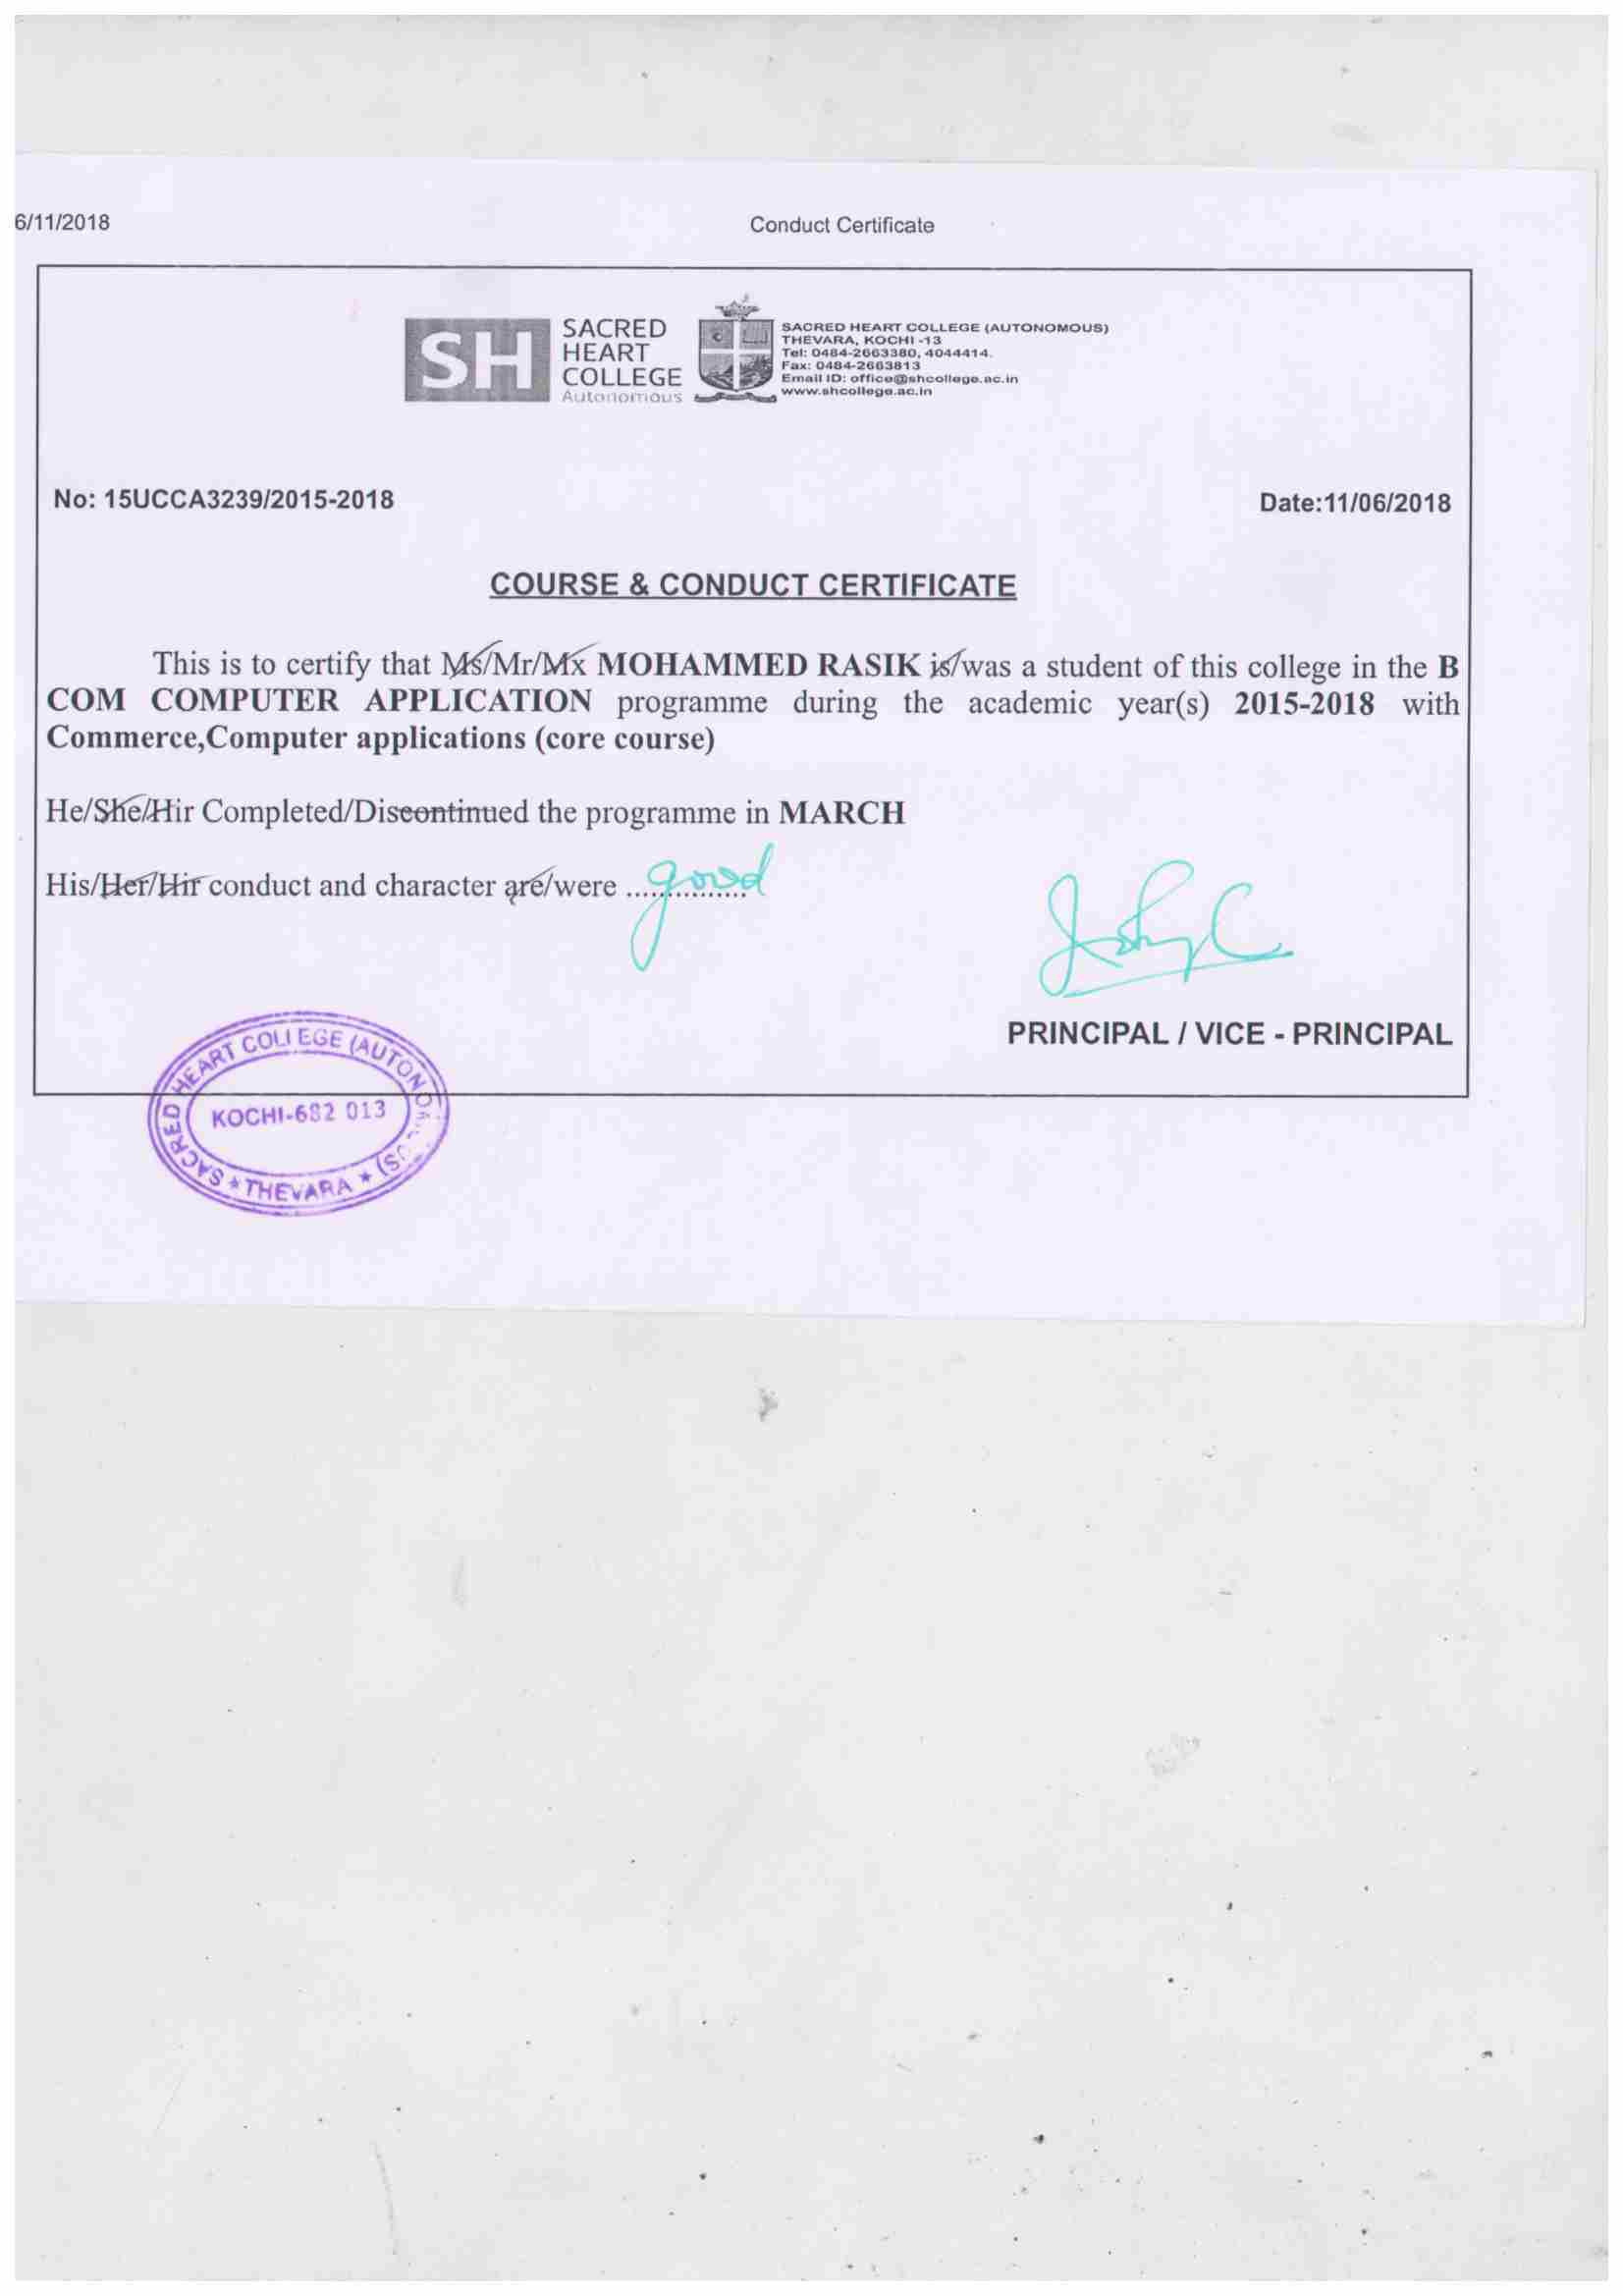 6/11/2018
Conduct Certificate
SH
SACRED
HEART
COLLEGE
Autonomous
SACRED HEART COLLEGE (AUTONOMOUS)
THEVARA, KOCHI -13
Tel: 0484-2663380, 4044414.
Fax: 0484-2663813
Email ID: office@shcollege.ac.in
www.shcollege.ac.in
No: 15UCCA3239/2015-2018
Date:11/06/2018
COURSE & CONDUCT CERTIFICATE
This is to certify that Ms/Mr/Mx MOHAMMED RASIK is/was a student of this college in the B
COM COMPUTER APPLICATION programme during the academic year(s) 2015-2018 with
Commerce,Computer applications (core course)
He/She/Hir Completed/Discontinued the programme in MARCH
His/Her/Hir conduct and character are/were ............... good
PRINCIPAL / VICE - PRINCIPAL
SACRED HEART COLLEGE (AUTONOMOUS)
KOCHI-682 013
* THEVARA *